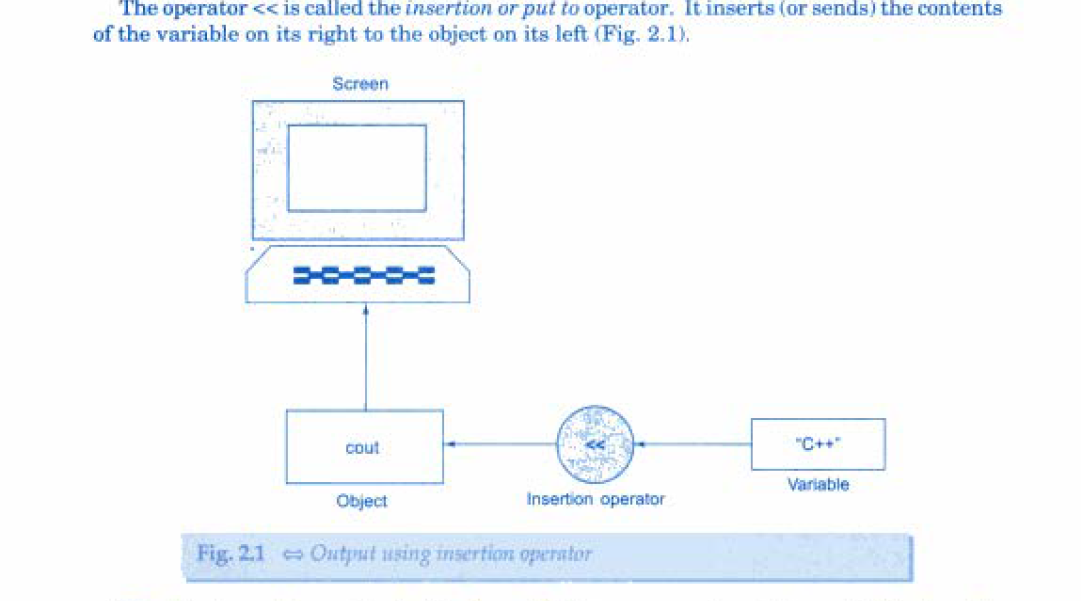 The operator << is called the insertion or put to operator. It inserts (or sends) the contents
of the variable on its right to the object on its left (Fig. 2.1).
Screen
cout
<<
"C++"
Object
Insertion operator
Variable
Fig. 2.1 ⇔ Output using insertion operator